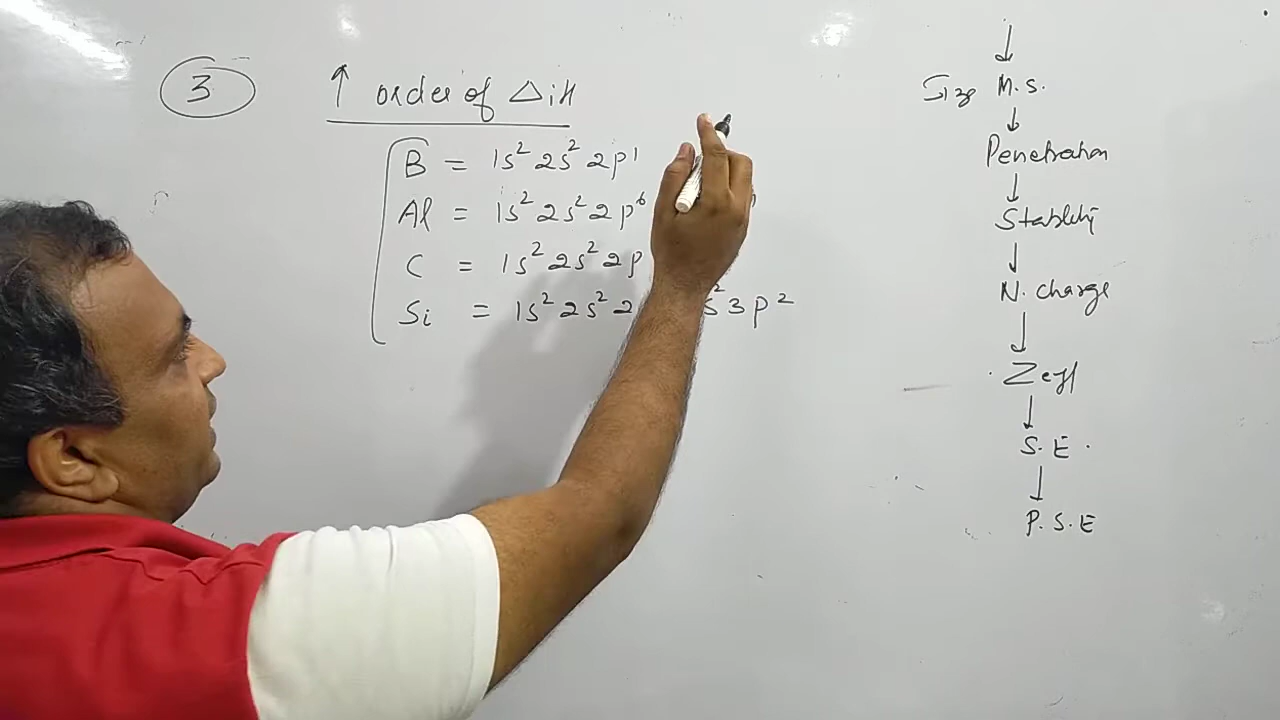 3
↑ order of ΔiH
B = 1s² 2s² 2p¹
Al = 1s² 2s² 2p⁶
C = 1s² 2s² 2p
Si = 1s² 2s² 2 s² 3p²
↓
Size M.S.
↓
Penetration
↓
Stability
↓
N. charge
↓
Zeff
↓
S.E.
↓
P.S.E